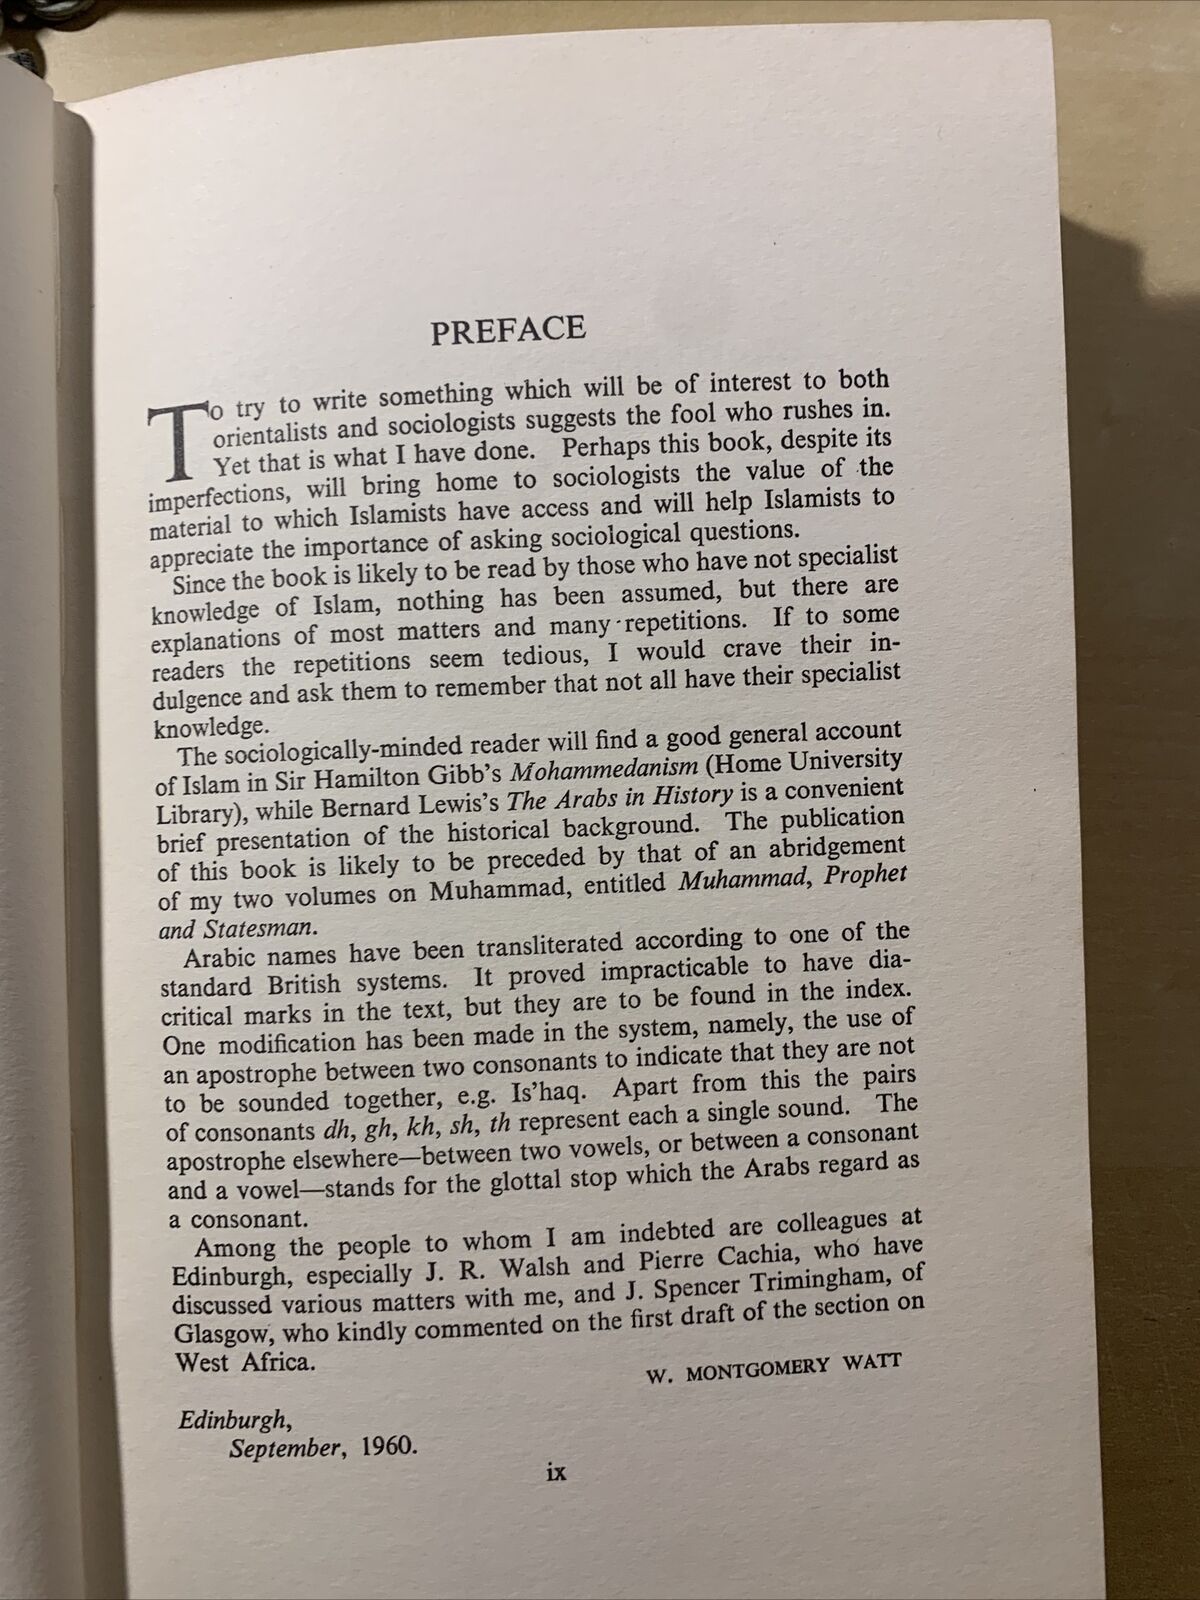 PREFACE
To try to write something which will be of interest to both
orientalists and sociologists suggests the fool who rushes in.
Yet that is what I have done. Perhaps this book, despite its
imperfections, will bring home to sociologists the value of the
material to which Islamists have access and will help Islamists to
appreciate the importance of asking sociological questions.
Since the book is likely to be read by those who have not specialist
knowledge of Islam, nothing has been assumed, but there are
explanations of most matters and many repetitions. If to some
readers the repetitions seem tedious, I would crave their in-
dulgence and ask them to remember that not all have their specialist
knowledge.
The sociologically-minded reader will find a good general account
of Islam in Sir Hamilton Gibb's Mohammedanism (Home University
Library), while Bernard Lewis's The Arabs in History is a convenient
brief presentation of the historical background. The publication
of this book is likely to be preceded by that of an abridgement
of my two volumes on Muhammad, entitled Muhammad, Prophet
and Statesman.
Arabic names have been transliterated according to one of the
standard British systems. It proved impracticable to have dia-
critical marks in the text, but they are to be found in the index.
One modification has been made in the system, namely, the use of
an apostrophe between two consonants to indicate that they are not
to be sounded together, e.g. Is'haq. Apart from this the pairs
of consonants dh, gh, kh, sh, th represent each a single sound. The
apostrophe elsewhere—between two vowels, or between a consonant
and a vowel—stands for the glottal stop which the Arabs regard as
a consonant.
Among the people to whom I am indebted are colleagues at
Edinburgh, especially J. R. Walsh and Pierre Cachia, who have
discussed various matters with me, and J. Spencer Trimingham, of
Glasgow, who kindly commented on the first draft of the section on
West Africa.
W. MONTGOMERY WATT
Edinburgh,
September, 1960.
ix